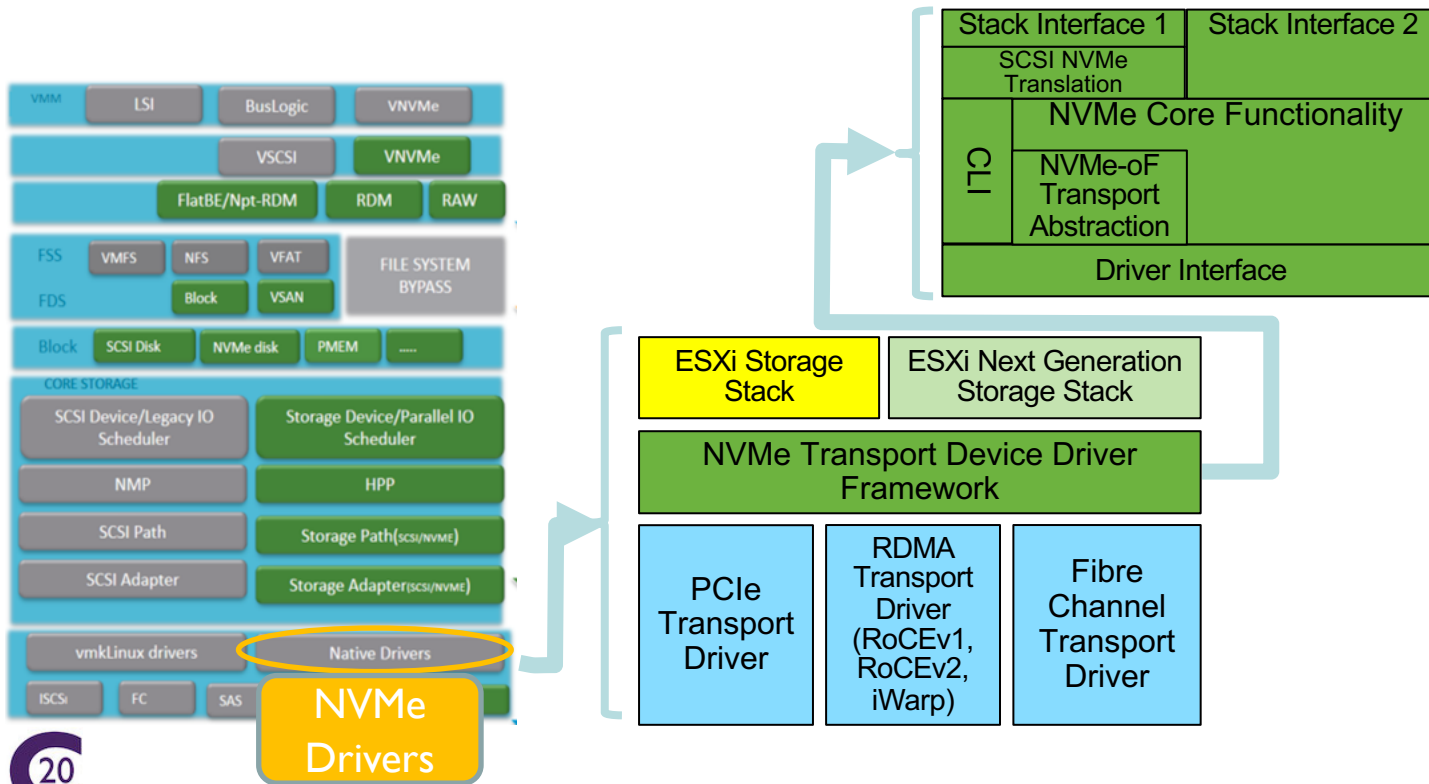 VMM
LSI
BusLogic
VNVMe
VSCSI
VNVMe
FlatBE/Npt-RDM
RDM
RAW
FSS
VMFS
NFS
VFAT
FILE SYSTEM
BYPASS
FDS
Block
VSAN
Block
SCSI Disk
NVMe disk
PMEM
.....
CORE STORAGE
SCSI Device/Legacy IO
Scheduler
Storage Device/Parallel IO
Scheduler
NMP
HPP
SCSI Path
Storage Path(SCSI/NVME)
SCSI Adapter
Storage Adapter(SCSI/NVME)
vmkLinux drivers
Native Drivers
ISCSi
FC
SAS
NVMe
Drivers
20
ESXi Storage
Stack
ESXi Next Generation
Storage Stack
NVMe Transport Device Driver
Framework
PCIe
Transport
Driver
RDMA
Transport
Driver
(RoCEv1,
RoCEv2,
iWarp)
Fibre
Channel
Transport
Driver
Stack Interface 1
Stack Interface 2
SCSI NVMe
Translation
NVMe Core Functionality
CLI
NVMe-oF
Transport
Abstraction
Driver Interface